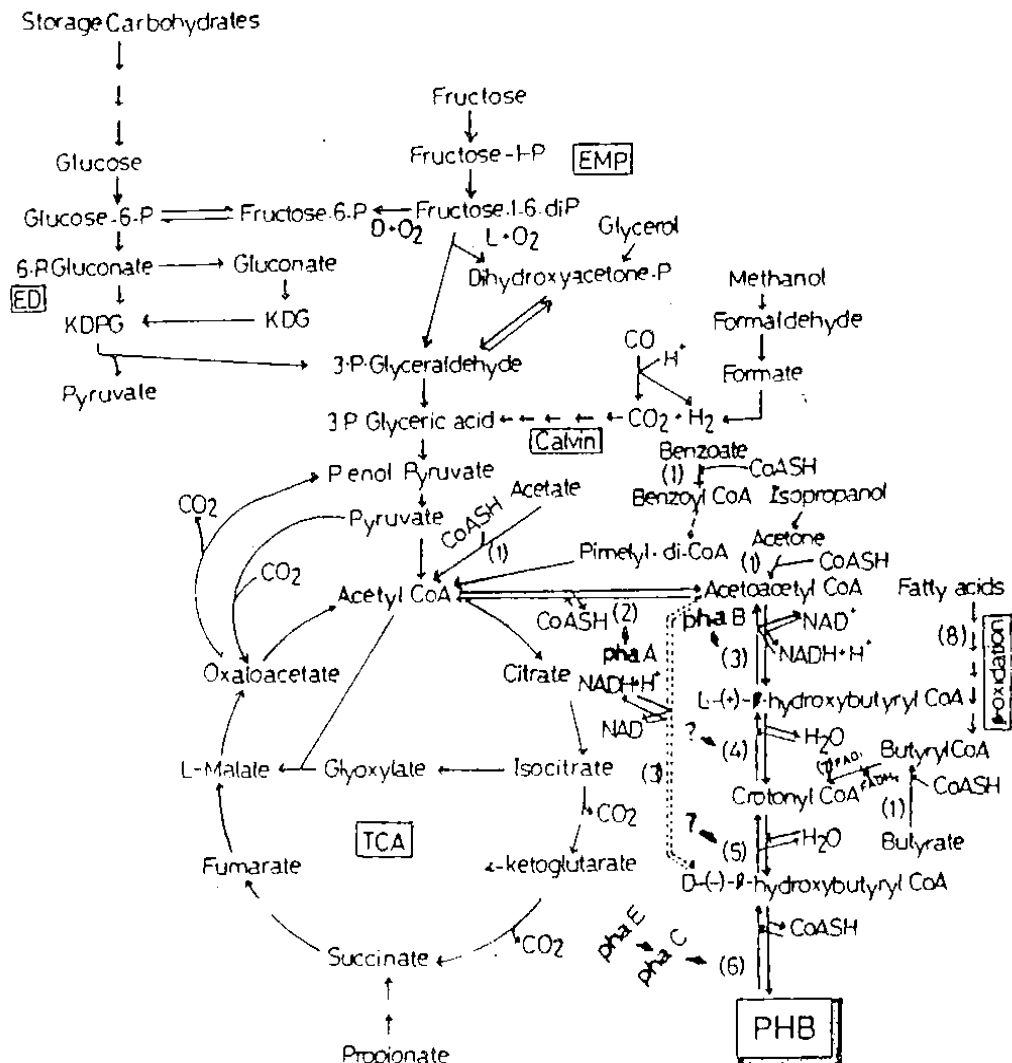 Storage Carbohydrates
Fructose
Glucose
Fructose-1-P
EMP
Glucose-6-P
Fructose-6-P
Fructose-1-6-diP
D·O2
L·O2
Glycerol
6-P.Gluconate
Gluconate
Dihydroxyacetone-P
ED
Methanol
KDPG
KDG
Formaldehyde
3-P-Glyceraldehyde
CO
H+
Formate
Pyruvate
3 P Glyceric acid
CO2 + H2
Calvin
Benzoate
(1)
CoASH
P enol Pyruvate
Acetate
Benzoyl CoA
Isopropanol
CO2
Pyruvate
CoASH
(1)
Acetone
Pimelyl-di-CoA
(1)
CoASH
CO2
Acetyl CoA
Acetoacetyl CoA
Fatty acids
CoASH
(2)
phaB
NAD+
(8)
phaA
(3)
NADH+H+
oxidation
Oxaloacetate
Citrate
NADH+H+
L-(+)-β-hydroxybutyryl CoA
NAD
?
(4)
H2O
Butyryl CoA
L-Malate
Glyoxylate
Isocitrate
(3)
(7)
FAD
FADH2
Crotonyl CoA
(1)
CoASH
CO2
?
(5)
H2O
Butyrate
TCA
Fumarate
-ketoglutarate
D-(-)-β-hydroxybutyryl CoA
CO2
phaE
phaC
(6)
CoASH
Succinate
PHB
Propionate